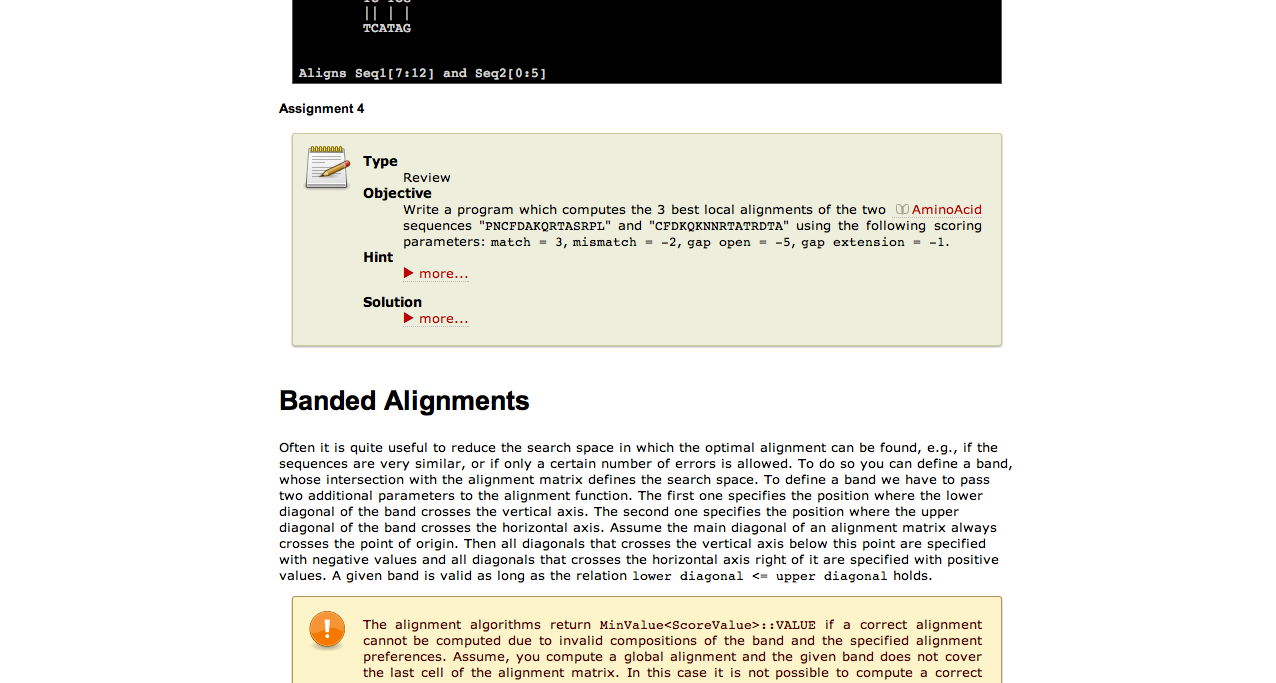 || | |
TCATAG
Aligns Seq1[7:12] and Seq2[0:5]
Assignment 4
Type
Review
Objective
Write a program which computes the 3 best local alignments of the two AminoAcid
sequences "PNCFDAKQRTASRPL" and "CFDKQKNNRTATRDTA" using the following scoring
parameters: match = 3, mismatch = -2, gap open = -5, gap extension = -1.
Hint
more...
Solution
more...
Banded Alignments
Often it is quite useful to reduce the search space in which the optimal alignment can be found, e.g., if the
sequences are very similar, or if only a certain number of errors is allowed. To do so you can define a band,
whose intersection with the alignment matrix defines the search space. To define a band we have to pass
two additional parameters to the alignment function. The first one specifies the position where the lower
diagonal of the band crosses the vertical axis. The second one specifies the position where the upper
diagonal of the band crosses the horizontal axis. Assume the main diagonal of an alignment matrix always
crosses the point of origin. Then all diagonals that crosses the vertical axis below this point are specified
with negative values and all diagonals that crosses the horizontal axis right of it are specified with positive
values. A given band is valid as long as the relation lower diagonal <= upper diagonal holds.
The alignment algorithms return MinValue<ScoreValue>::VALUE if a correct alignment
cannot be computed due to invalid compositions of the band and the specified alignment
preferences. Assume, you compute a global alignment and the given band does not cover
the last cell of the alignment matrix. In this case it is not possible to compute a correct